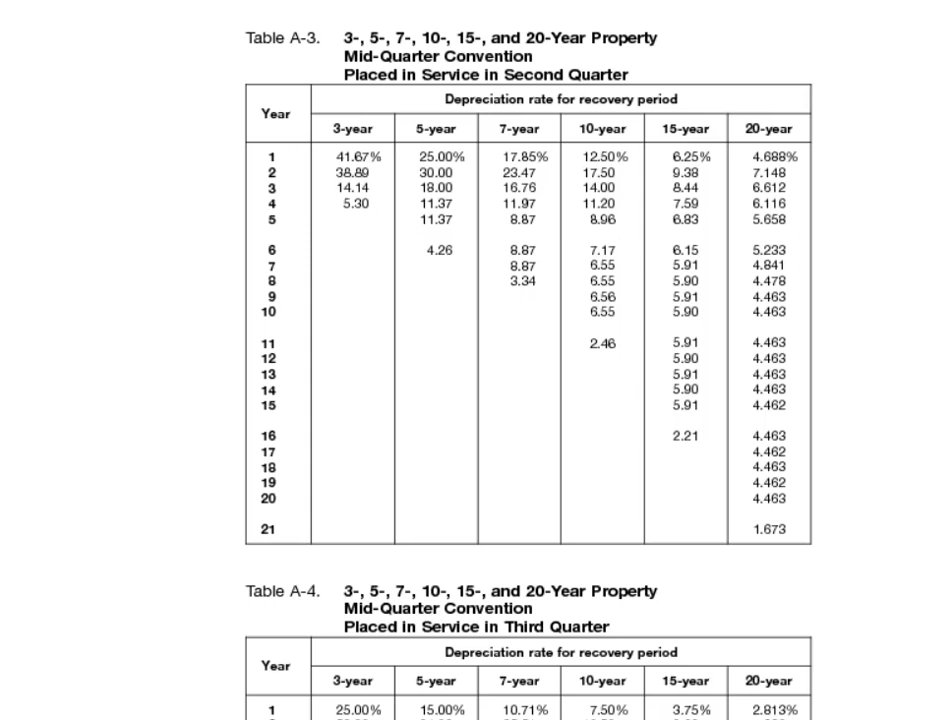 Table A-3. 3-, 5-, 7-, 10-, 15-, and 20-Year Property
Mid-Quarter Convention
Placed in Service in Second Quarter
Depreciation rate for recovery period
Year
3-year 5-year 7-year 10-year 15-year 20-year
1 41.67% 25.00% 17.85% 12.50% 6.25% 4.688%
2 38.89 30.00 23.47 17.50 9.38 7.148
3 14.14 18.00 16.76 14.00 8.44 6.612
4 5.30 11.37 11.97 11.20 7.59 6.116
5 11.37 8.87 8.96 6.83 5.658
6 4.26 8.87 7.17 6.15 5.233
7 8.87 6.55 5.91 4.841
8 3.34 6.55 5.90 4.478
9 6.56 5.91 4.463
10 6.55 5.90 4.463
11 2.46 5.91 4.463
12 5.90 4.463
13 5.91 4.463
14 5.90 4.463
15 5.91 4.462
16 2.21 4.463
17 4.462
18 4.463
19 4.462
20 4.463
21 1.673
Table A-4. 3-, 5-, 7-, 10-, 15-, and 20-Year Property
Mid-Quarter Convention
Placed in Service in Third Quarter
Depreciation rate for recovery period
Year
3-year 5-year 7-year 10-year 15-year 20-year
1 25.00% 15.00% 10.71% 7.50% 3.75% 2.813%